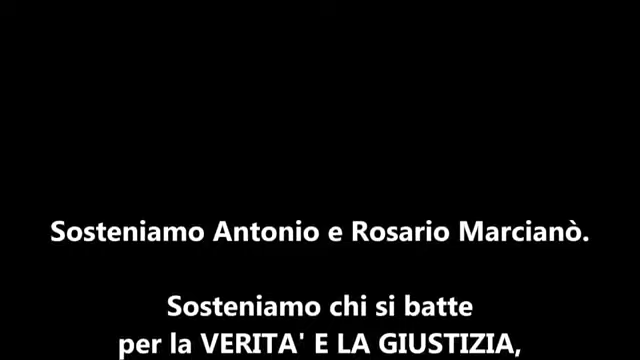 Sosteniamo Antonio e Rosario Marcianò.
Sosteniamo chi si batte
per la VERITA' E LA GIUSTIZIA,